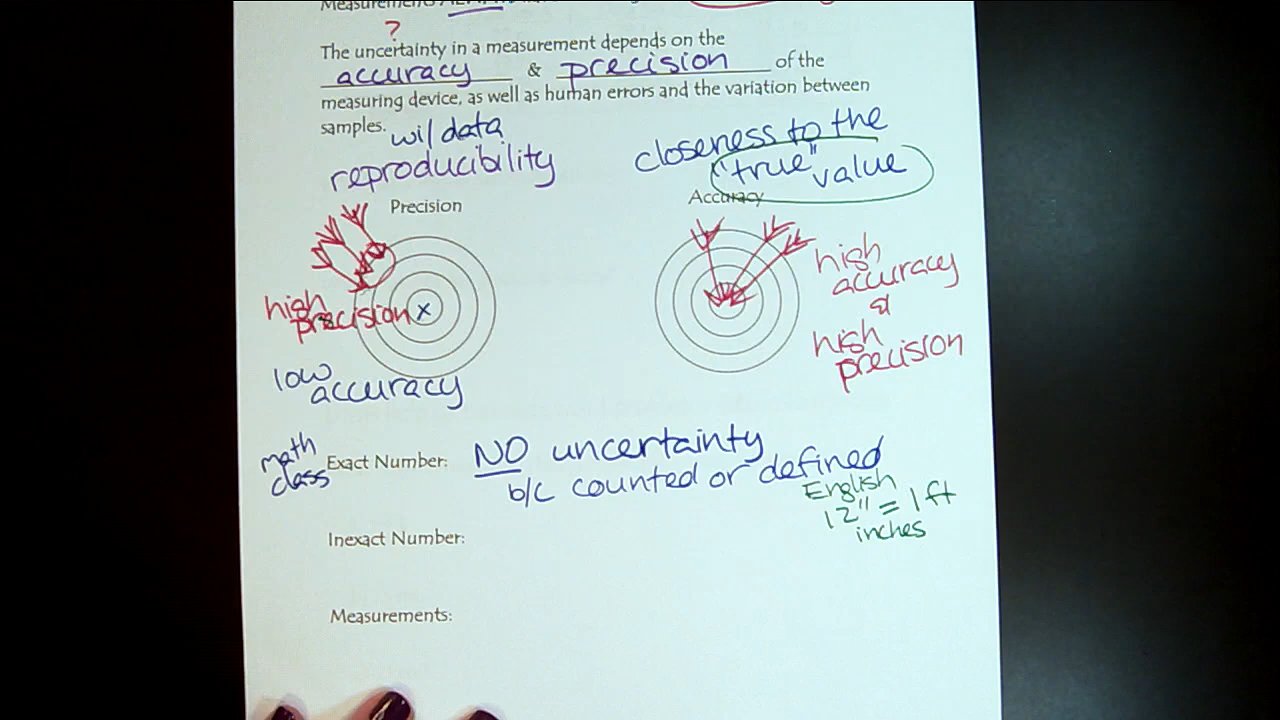 Measurements
?
The uncertainty in a measurement depends on the
accuracy & precision of the
measuring device, as well as human errors and the variation between
samples.
w/ data
reproducibility
closeness to the
"true" value
Precision
Accuracy
high
precision
low
accuracy
x
high
accuracy
&
high
precision
math
class
Exact Number: NO uncertainty
b/c counted or defined
English
12" = 1 ft
inches
Inexact Number:
Measurements: